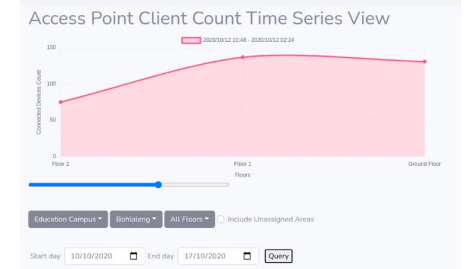 Access Point Client Count Time Series View
2020/10/12 10:48 - 2020/10/12 02:24
150
100
50
0
Connected Devices Count
Floor 2 Floor 1 Ground Floor
Floors
Education Campus Bohlaleng All Floors Include Unassigned Areas
Start day 10/10/2020 End day 17/10/2020 Query